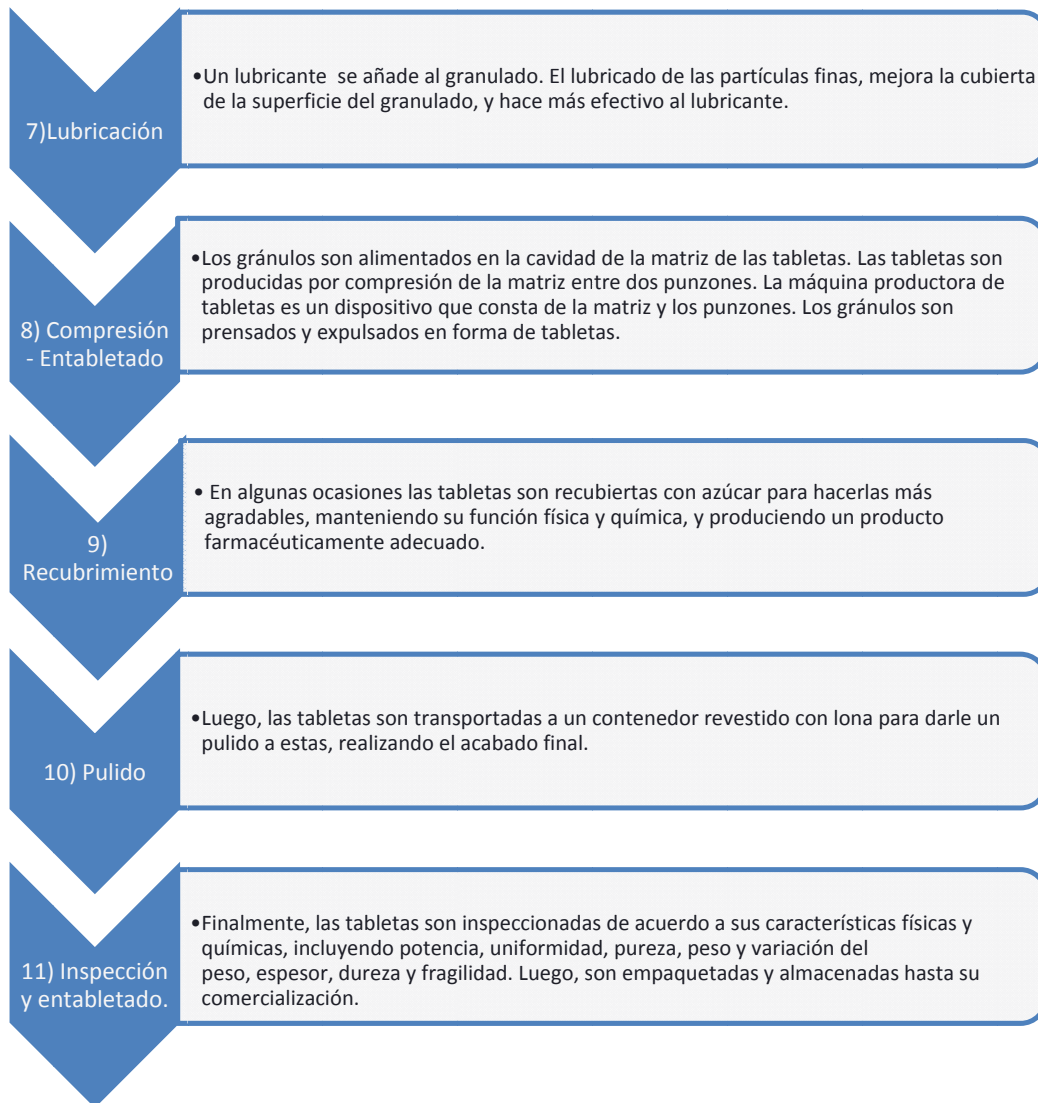 7)Lubricación
•Un lubricante se añade al granulado. El lubricado de las partículas finas, mejora la cubierta
de la superficie del granulado, y hace más efectivo al lubricante.
8) Compresión
- Entabletado
•Los gránulos son alimentados en la cavidad de la matriz de las tabletas. Las tabletas son
producidas por compresión de la matriz entre dos punzones. La máquina productora de
tabletas es un dispositivo que consta de la matriz y los punzones. Los gránulos son
prensados y expulsados en forma de tabletas.
9)
Recubrimiento
• En algunas ocasiones las tabletas son recubiertas con azúcar para hacerlas más
agradables, manteniendo su función física y química, y produciendo un producto
farmacéuticamente adecuado.
10) Pulido
•Luego, las tabletas son transportadas a un contenedor revestido con lona para darle un
pulido a estas, realizando el acabado final.
11) Inspección
y entabletado.
•Finalmente, las tabletas son inspeccionadas de acuerdo a sus características físicas y
químicas, incluyendo potencia, uniformidad, pureza, peso y variación del
peso, espesor, dureza y fragilidad. Luego, son empaquetadas y almacenadas hasta su
comercialización.